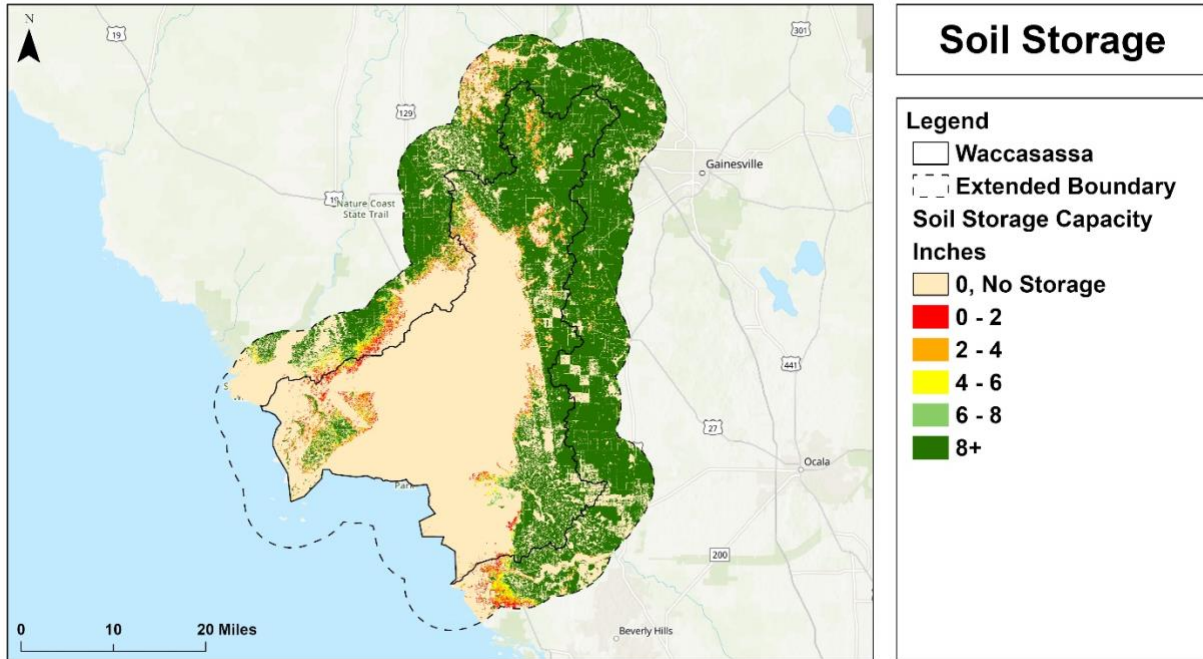 N
19
301
129
Gainesville
19
Nature Coast
State Trail
441
27
Ocala
Park
200
Beverly Hills
0 10 20 Miles
Soil Storage
Legend
Waccasassa
Extended Boundary
Soil Storage Capacity
Inches
0, No Storage
0 - 2
2 - 4
4 - 6
6 - 8
8+